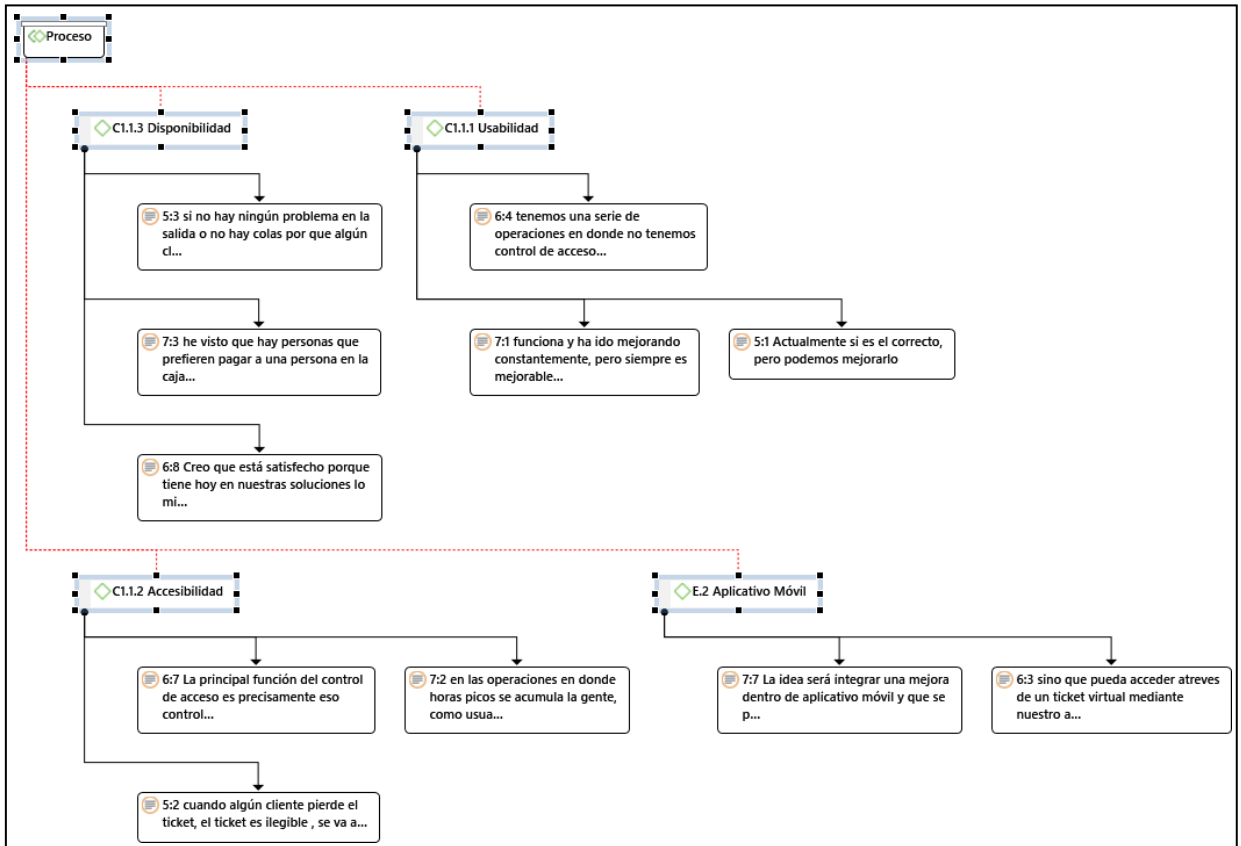 Proceso
C1.1.3 Disponibilidad
C1.1.1 Usabilidad
5:3 si no hay ningún problema en la
salida o no hay colas por que algún
cl...
6:4 tenemos una serie de
operaciones en donde no tenemos
control de acceso...
7:3 he visto que hay personas que
prefieren pagar a una persona en la
caja...
7:1 funciona y ha ido mejorando
constantemente, pero siempre es
mejorable...
5:1 Actualmente si es el correcto,
pero podemos mejorarlo
6:8 Creo que está satisfecho porque
tiene hoy en nuestras soluciones lo
mi...
C1.1.2 Accesibilidad
E.2 Aplicativo Móvil
6:7 La principal función del control
de acceso es precisamente eso
control...
7:2 en las operaciones en donde
horas picos se acumula la gente,
como usua...
7:7 La idea será integrar una mejora
dentro de aplicativo móvil y que se
p...
6:3 sino que pueda acceder atreves
de un ticket virtual mediante
nuestro a...
5:2 cuando algún cliente pierde el
ticket, el ticket es ilegible , se va a...